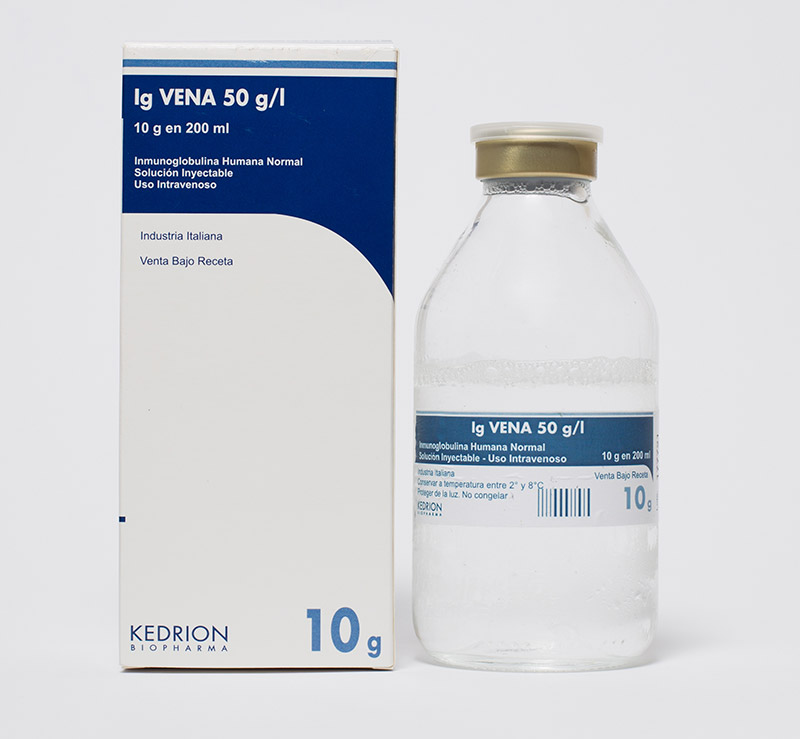 Ig VENA 50 g/l
10 g en 200 ml
Inmunoglobulina Humana Normal
Solución Inyectable
Uso Intravenoso
Industria Italiana
Venta Bajo Receta
KEDRION
BIOPHARMA
10 g
Ig VENA 50 g/l
Inmunoglobulina Humana Normal
Solución Inyectable - Uso Intravenoso
10 g en 200 ml
Industria Italiana
Venta Bajo Receta
Conservar a temperatura entre 2° y 8°C
Proteger de la luz. No congelar
KEDRION
BIOPHARMA
10 g